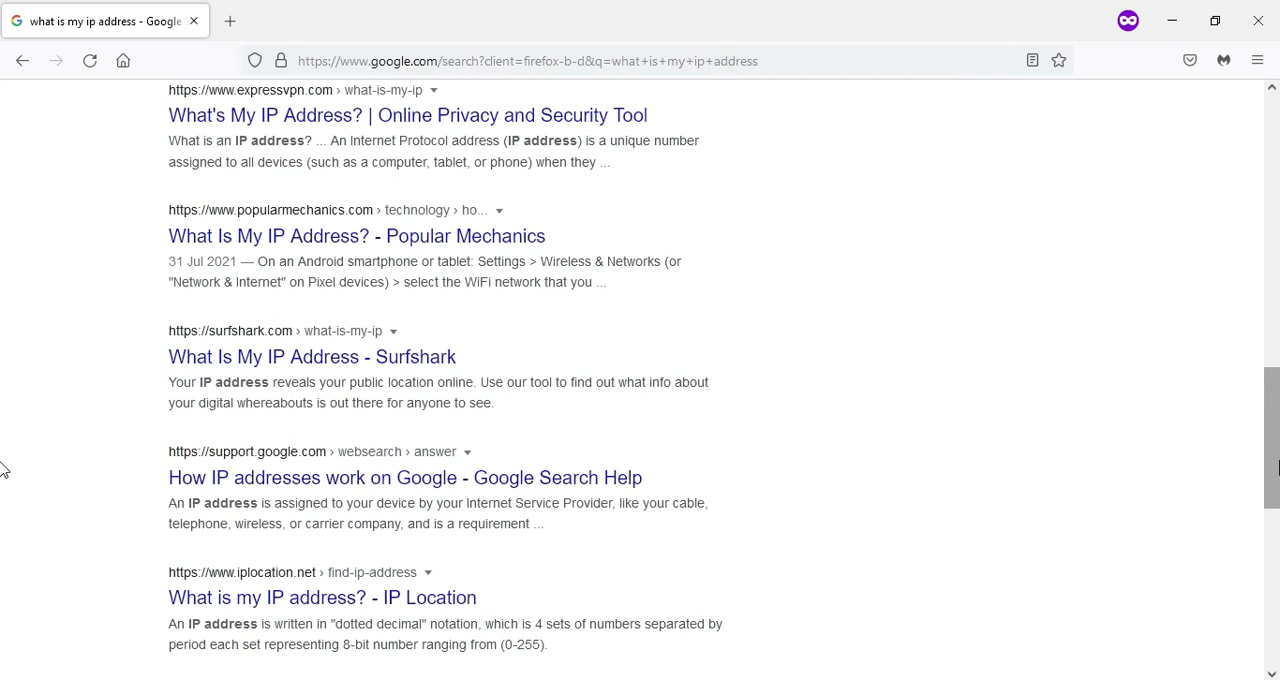 what is my ip address - Google
https://www.google.com/search?client=firefox-b-d&q=what+is+my+ip+address
https://www.expressvpn.com › what-is-my-ip
What's My IP Address? | Online Privacy and Security Tool
What is an IP address? ... An Internet Protocol address (IP address) is a unique number
assigned to all devices (such as a computer, tablet, or phone) when they ...
https://www.popularmechanics.com › technology › ho...
What Is My IP Address? - Popular Mechanics
31 Jul 2021 — On an Android smartphone or tablet: Settings > Wireless & Networks (or
"Network & Internet" on Pixel devices) > select the WiFi network that you ...
https://surfshark.com › what-is-my-ip
What Is My IP Address - Surfshark
Your IP address reveals your public location online. Use our tool to find out what info about
your digital whereabouts is out there for anyone to see.
https://support.google.com › websearch › answer
How IP addresses work on Google - Google Search Help
An IP address is assigned to your device by your Internet Service Provider, like your cable,
telephone, wireless, or carrier company, and is a requirement ...
https://www.iplocation.net › find-ip-address
What is my IP address? - IP Location
An IP address is written in "dotted decimal" notation, which is 4 sets of numbers separated by
period each set representing 8-bit number ranging from (0-255).